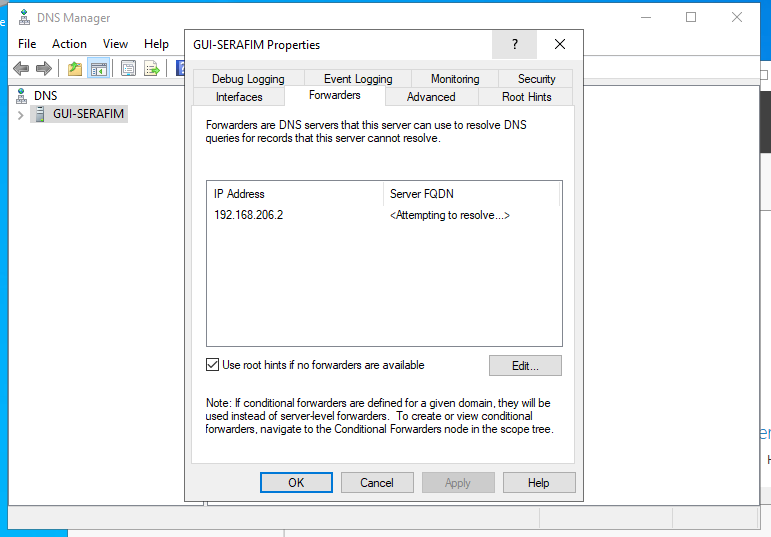 DNS Manager
File Action View Help
GUI-SERAFIM Properties
?
Debug Logging Event Logging Monitoring Security
Interfaces Forwarders Advanced Root Hints
DNS
GUI-SERAFIM
Forwarders are DNS servers that this server can use to resolve DNS
queries for records that this server cannot resolve.
IP Address Server FQDN
192.168.206.2 <Attempting to resolve...>
Use root hints if no forwarders are available
Edit...
Note: If conditional forwarders are defined for a given domain, they will be
used instead of server-level forwarders. To create or view conditional
forwarders, navigate to the Conditional Forwarders node in the scope tree.
OK Cancel Apply Help